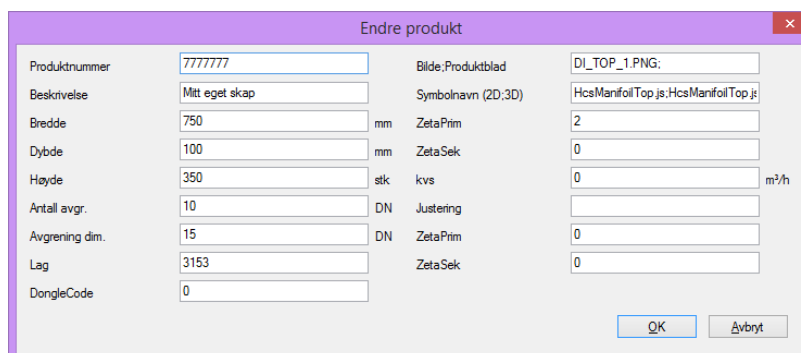 Endre produkt
Produktnummer 7777777 Bilde;Produktblad DI_TOP_1.PNG;
Beskrivelse Mitt eget skap Symbolnavn (2D;3D) HcsManifoilTop.js;HcsManifoilTop.js
Bredde 750 mm ZetaPrim 2
Dybde 100 mm ZetaSek 0
Høyde 350 stk kvs 0 m³/h
Antall avgr. 10 DN Justering
Avgrening dim. 15 DN ZetaPrim 0
Lag 3153 ZetaSek 0
DongleCode 0
OK Avbryt